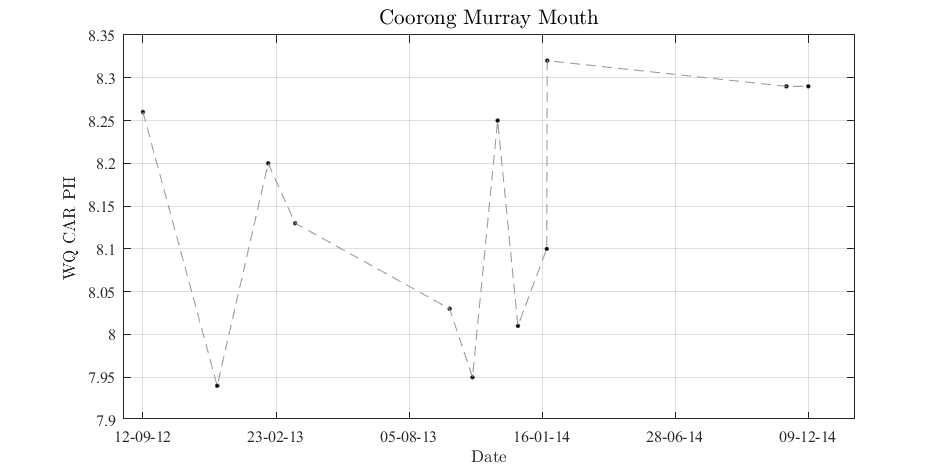 Coorong Murray Mouth
WQ CAR PH
8.35
8.3
8.25
8.2
8.15
8.1
8.05
8
7.95
7.9
12-09-12 23-02-13 05-08-13 16-01-14 28-06-14 09-12-14
Date